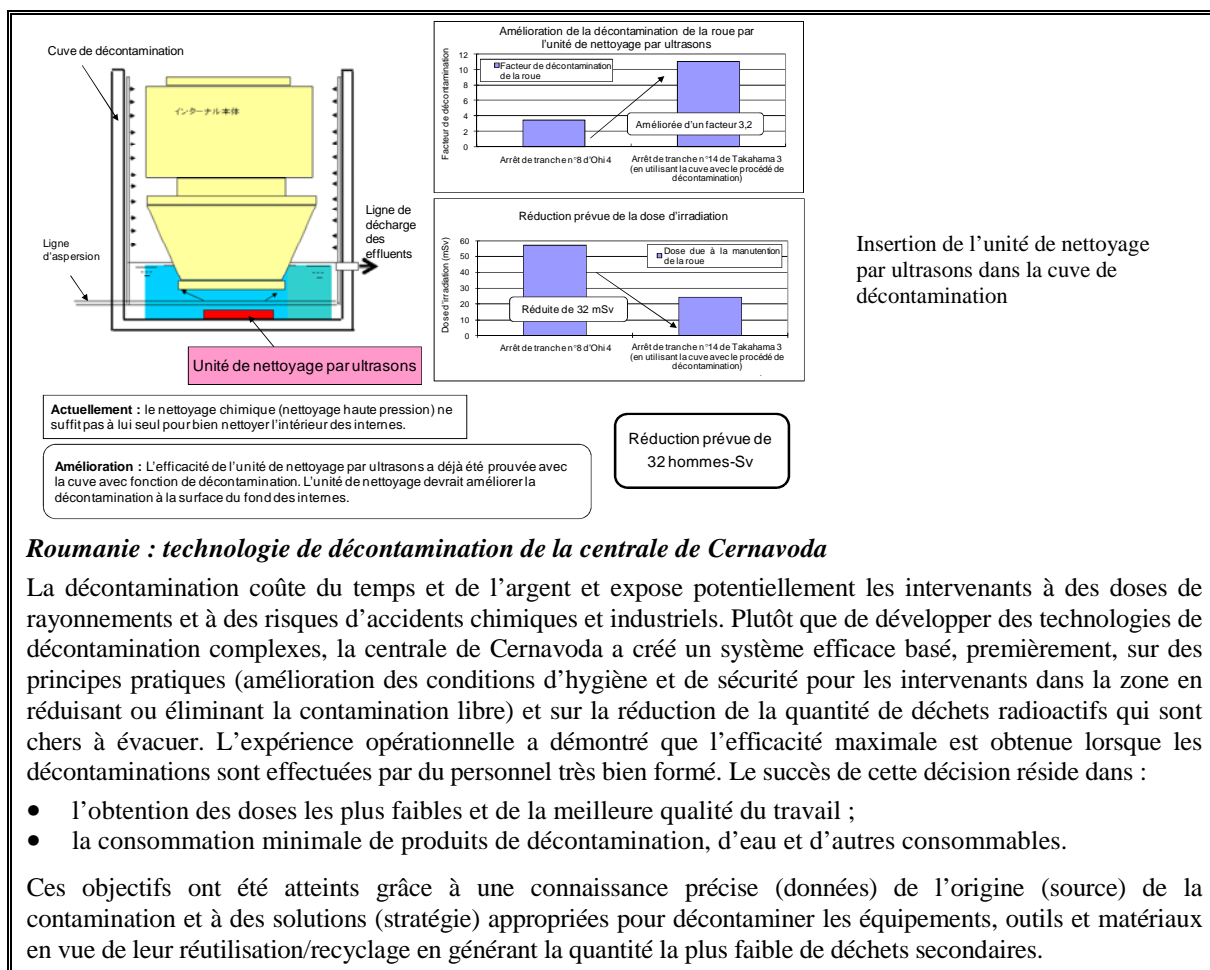 Cuve de décontamination
インターナル本体
Ligne de
décharge
des
effluents
Ligne
d'aspersion
Unité de nettoyage par ultrasons
Amélioration de la décontamination de la roue par
l'unité de nettoyage par ultrasons
Facteur de décontamination
12
10
8
6
4
2
0
Facteur de décontamination
de la roue
Améliorée d'un facteur 3,2
Arrêt de tranche n°8 d'Ohi 4
Arrêt de tranche n°14 de Takahama 3
(en utilisant la cuve avec le procédé de
décontamination)
Réduction prévue de la dose d'irradiation
Dose d'irradiation (mSv)
60
50
40
30
20
10
0
Dose due à la manutention
de la roue
Réduite de 32 mSv
Arrêt de tranche n°8 d'Ohi 4
Arrêt de tranche n°14 de Takahama 3
(en utilisant la cuve avec le procédé de
décontamination)
Insertion de l'unité de nettoyage
par ultrasons dans la cuve de
décontamination
Actuellement : le nettoyage chimique (nettoyage haute pression) ne
suffit pas à lui seul pour bien nettoyer l'intérieur des internes.
Amélioration : L'efficacité de l'unité de nettoyage par ultrasons a déjà été prouvée avec
la cuve avec fonction de décontamination. L'unité de nettoyage devrait améliorer la
décontamination à la surface du fond des internes.
Réduction prévue de
32 hommes-Sv
Roumanie : technologie de décontamination de la centrale de Cernavoda
La décontamination coûte du temps et de l'argent et expose potentiellement les intervenants à des doses de
rayonnements et à des risques d'accidents chimiques et industriels. Plutôt que de développer des technologies de
décontamination complexes, la centrale de Cernavoda a créé un système efficace basé, premièrement, sur des
principes pratiques (amélioration des conditions d'hygiène et de sécurité pour les intervenants dans la zone en
réduisant ou éliminant la contamination libre) et sur la réduction de la quantité de déchets radioactifs qui sont
chers à évacuer. L'expérience opérationnelle a démontré que l'efficacité maximale est obtenue lorsque les
décontaminations sont effectuées par du personnel très bien formé. Le succès de cette décision réside dans :
• l'obtention des doses les plus faibles et de la meilleure qualité du travail ;
• la consommation minimale de produits de décontamination, d'eau et d'autres consommables.
Ces objectifs ont été atteints grâce à une connaissance précise (données) de l'origine (source) de la
contamination et à des solutions (stratégie) appropriées pour décontaminer les équipements, outils et matériaux
en vue de leur réutilisation/recyclage en générant la quantité la plus faible de déchets secondaires.